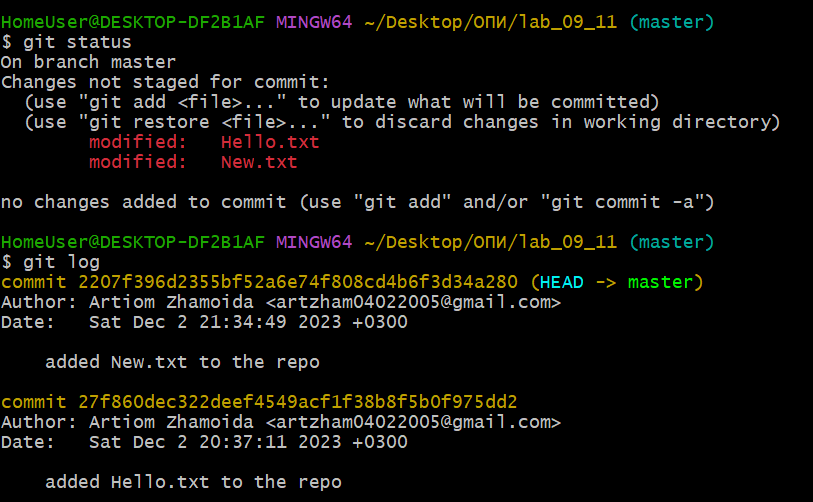 HomeUser@DESKTOP-DF2B1AF MINGW64 ~/Desktop/ОПИ/lab_09_11 (master)
$ git status
On branch master
Changes not staged for commit:
  (use "git add <file>..." to update what will be committed)
  (use "git restore <file>..." to discard changes in working directory)
        modified:   Hello.txt
        modified:   New.txt

no changes added to commit (use "git add" and/or "git commit -a")

HomeUser@DESKTOP-DF2B1AF MINGW64 ~/Desktop/ОПИ/lab_09_11 (master)
$ git log
commit 2207f396d2355bf52a6e74f808cd4b6f3d34a280 (HEAD -> master)
Author: Artiom Zhamoida <artzham04022005@gmail.com>
Date:   Sat Dec 2 21:34:49 2023 +0300

    added New.txt to the repo

commit 27f860dec322deef4549acf1f38b8f5b0f975dd2
Author: Artiom Zhamoida <artzham04022005@gmail.com>
Date:   Sat Dec 2 20:37:11 2023 +0300

    added Hello.txt to the repo